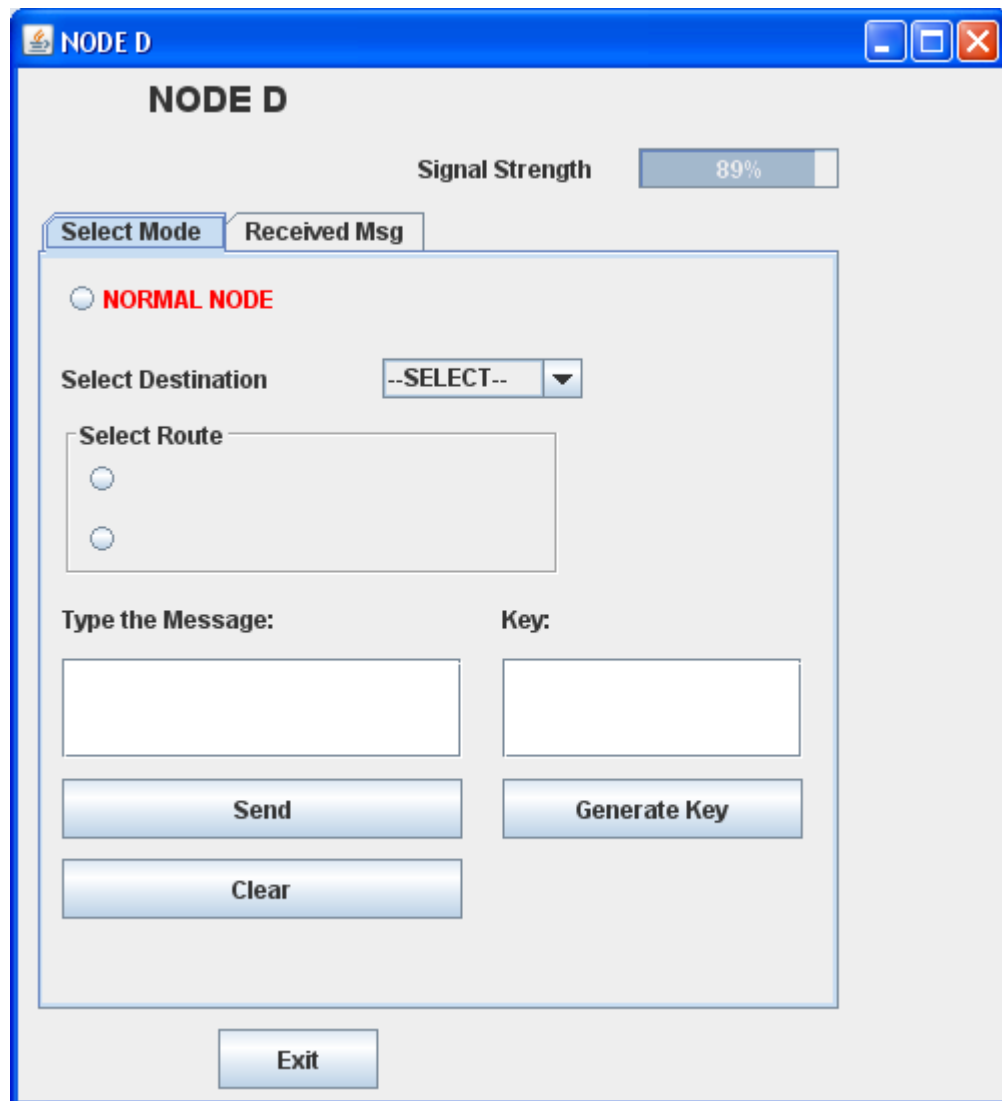 NODE D
NODE D
Signal Strength 89%
Select Mode Received Msg
NORMAL NODE
Select Destination --SELECT--
Select Route
Type the Message: Key:
Send Generate Key
Clear
Exit